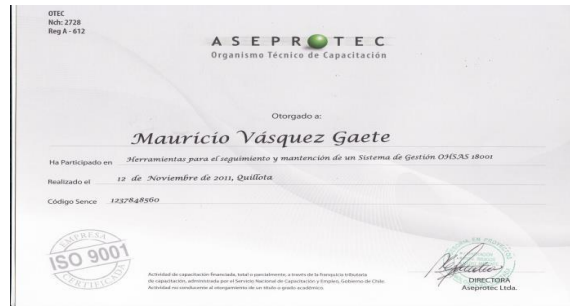 OTEC
Nch: 2728
Reg A - 612
ASEPROTEC
Organismo Técnico de Capacitación
Otorgado a:
Mauricio Vásquez Gaete
Ha Participado en Herramientas para el seguimiento y mantención de un Sistema de Gestión OHSAS 18001
Realizado el 12 de Noviembre de 2011, Quillota
Código Sence 1237848560
EMPRESA
ISO 9001
CERTIFICADA
Actividad de capacitación financiada, total o parcialmente, a través de la franquicia tributaria
de capacitación, administrada por el Servicio Nacional de Capacitación y Empleo, Gobierno de Chile.
Actividad no conducente al otorgamiento de un título o grado académico.
DIRECTORA
Aseprotec Ltda.